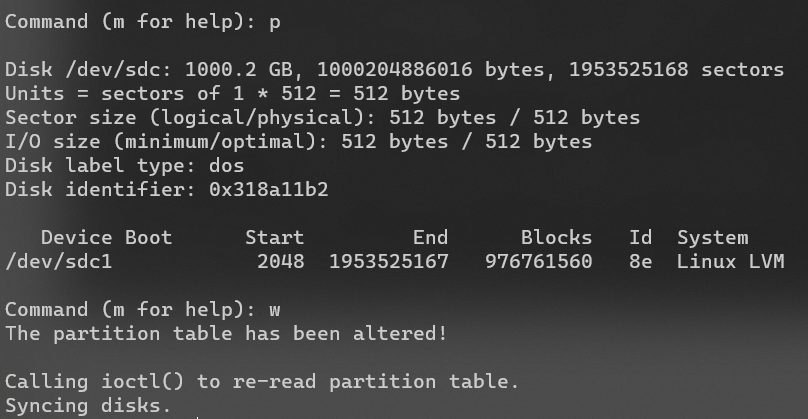 Command (m for help): p
Disk /dev/sdc: 1000.2 GB, 1000204886016 bytes, 1953525168 sectors
Units = sectors of 1 * 512 = 512 bytes
Sector size (logical/physical): 512 bytes / 512 bytes
I/O size (minimum/optimal): 512 bytes / 512 bytes
Disk label type: dos
Disk identifier: 0x318a11b2
Device Boot      Start         End      Blocks   Id  System
/dev/sdc1            2048  1953525167   976761560   8e  Linux LVM
Command (m for help): w
The partition table has been altered!
Calling ioctl() to re-read partition table.
Syncing disks.